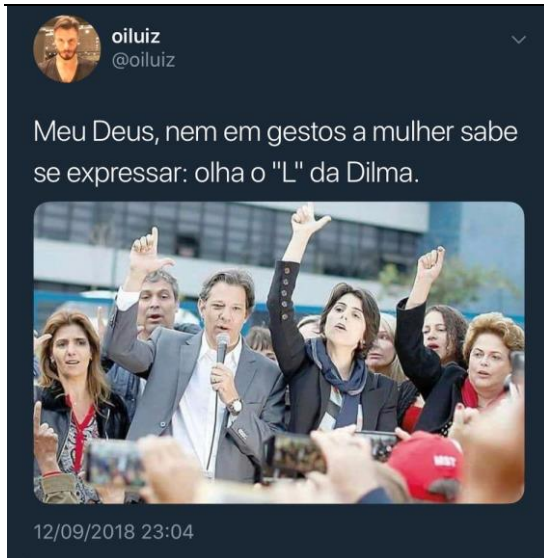 oiluiz
@oiluiz
Meu Deus, nem em gestos a mulher sabe
se expressar: olha o "L" da Dilma.
MST
12/09/2018 23:04